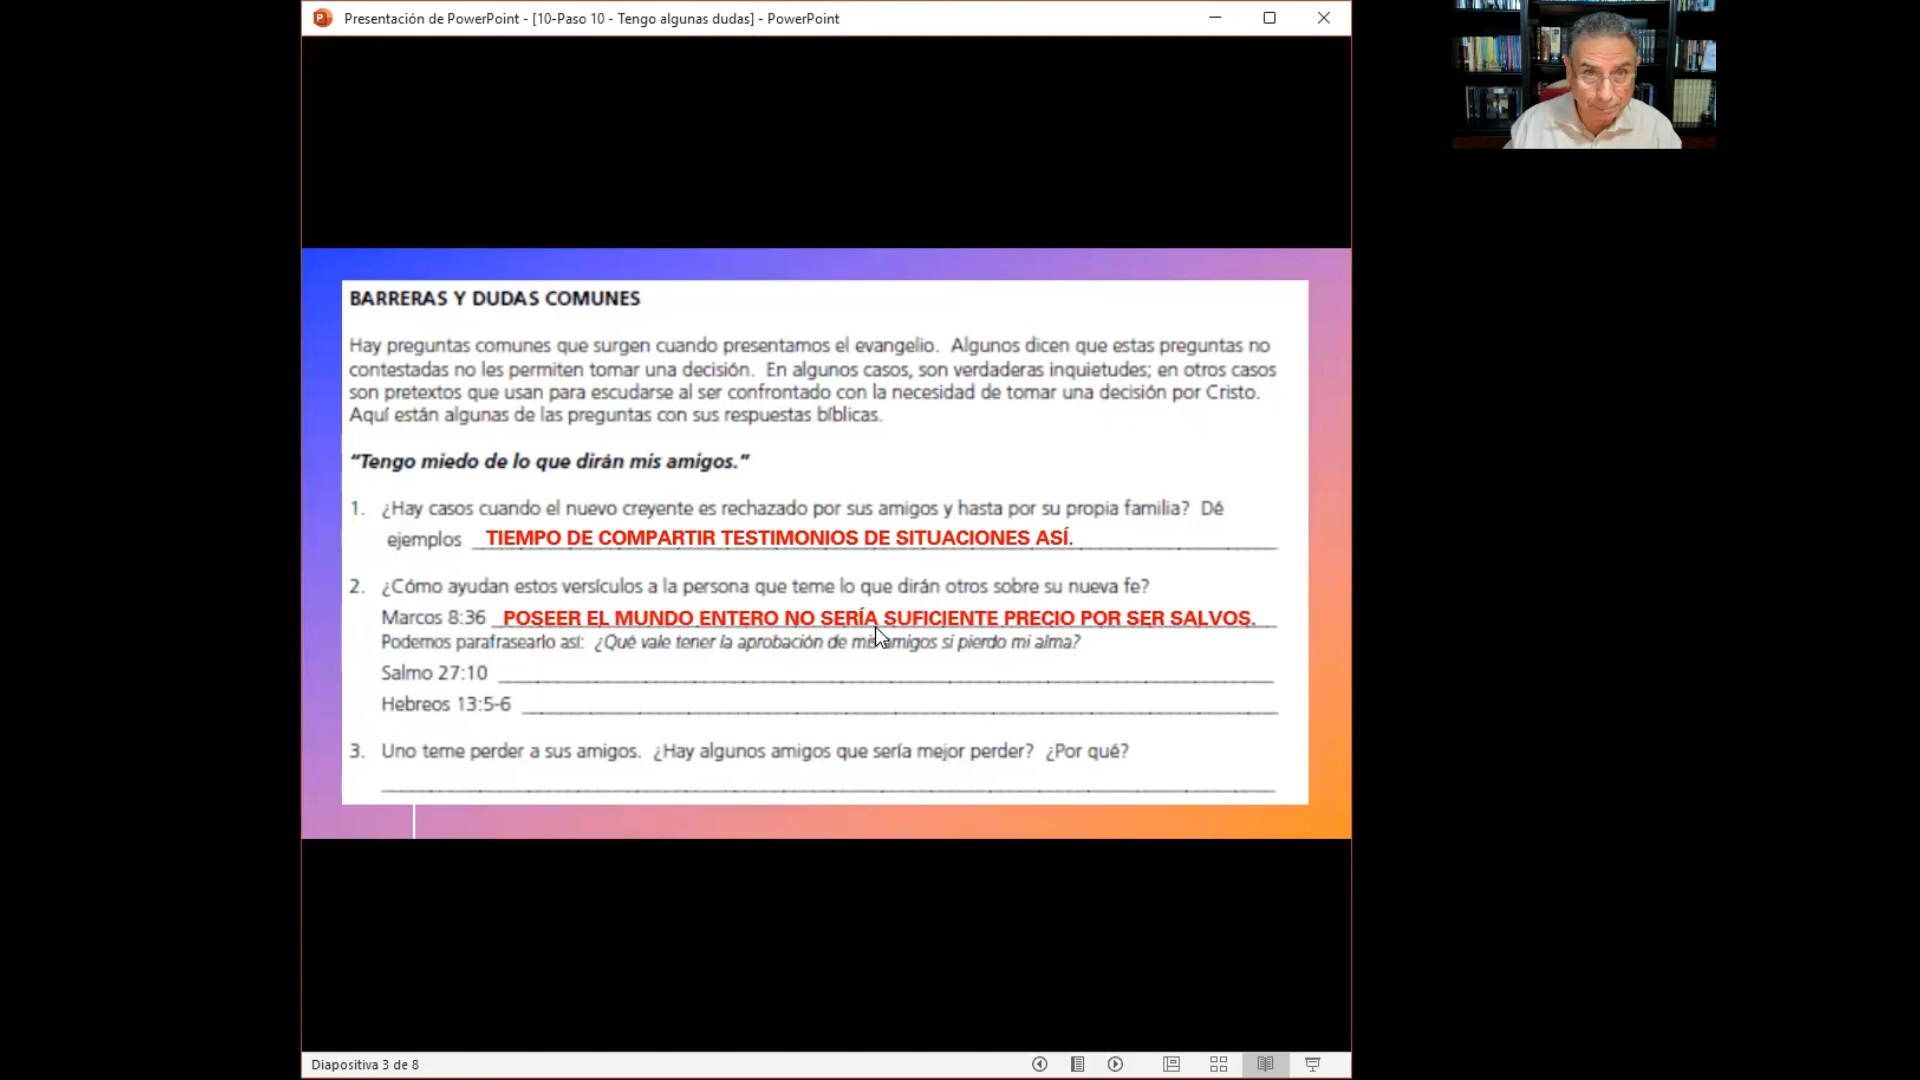 Presentación de PowerPoint - [10-Paso 10 - Tengo algunas dudas] - PowerPoint
BARRERAS Y DUDAS COMUNES
Hay preguntas comunes que surgen cuando presentamos el evangelio. Algunos dicen que estas preguntas no
contestadas no les permiten tomar una decisión. En algunos casos, son verdaderas inquietudes; en otros casos
son pretextos que usan para escudarse al ser confrontado con la necesidad de tomar una decisión por Cristo.
Aquí están algunas de las preguntas con sus respuestas bíblicas.
“Tengo miedo de lo que dirán mis amigos.”
1. ¿Hay casos cuando el nuevo creyente es rechazado por sus amigos y hasta por su propia familia? Dé
ejemplos TIEMPO DE COMPARTIR TESTIMONIOS DE SITUACIONES ASÍ.
2. ¿Cómo ayudan estos versículos a la persona que teme lo que dirán otros sobre su nueva fe?
Marcos 8:36 POSEER EL MUNDO ENTERO NO SERÍA SUFICIENTE PRECIO POR SER SALVOS.
Podemos parafrasearlo así: ¿Qué vale tener la aprobación de mis amigos si pierdo mi alma?
Salmo 27:10
Hebreos 13:5-6
3. Uno teme perder a sus amigos. ¿Hay algunos amigos que sería mejor perder? ¿Por qué?
Diapositiva 3 de 8